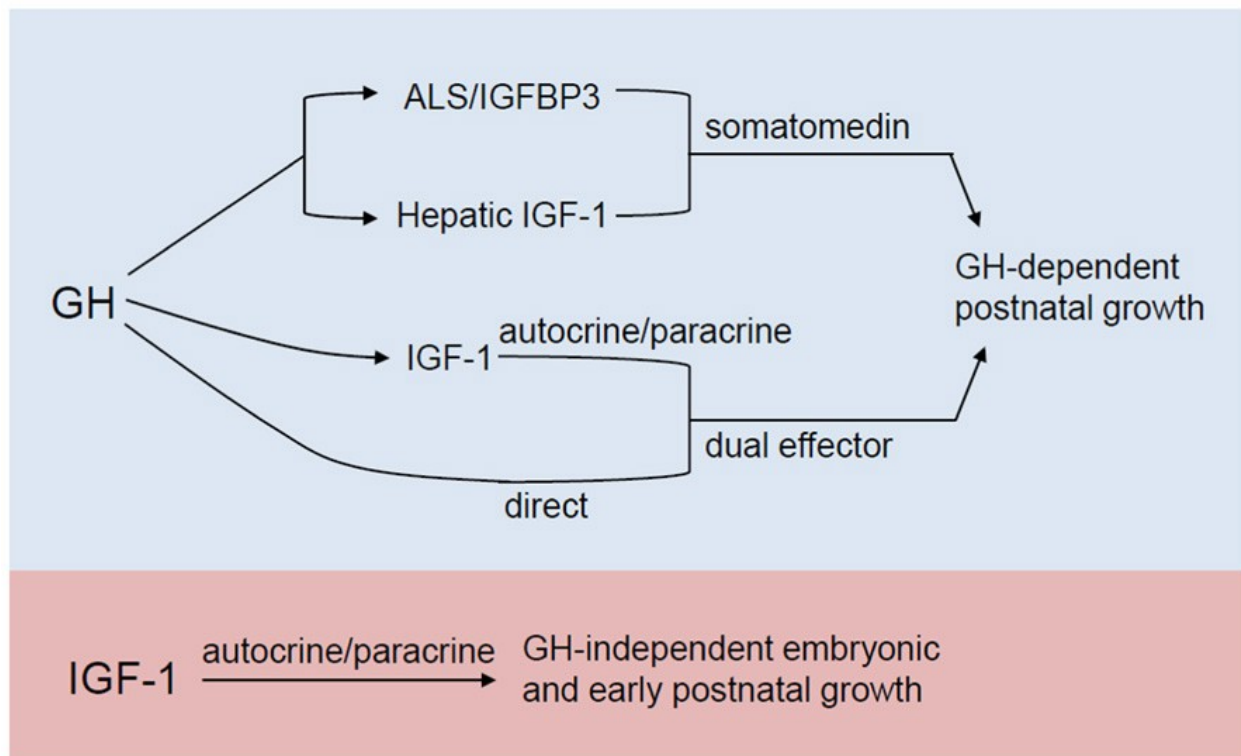 ALS/IGFBP3
somatomedin
Hepatic IGF-1
GH-dependent
postnatal growth
GH
autocrine/paracrine
IGF-1
dual effector
direct
IGF-1
autocrine/paracrine
GH-independent embryonic
and early postnatal growth